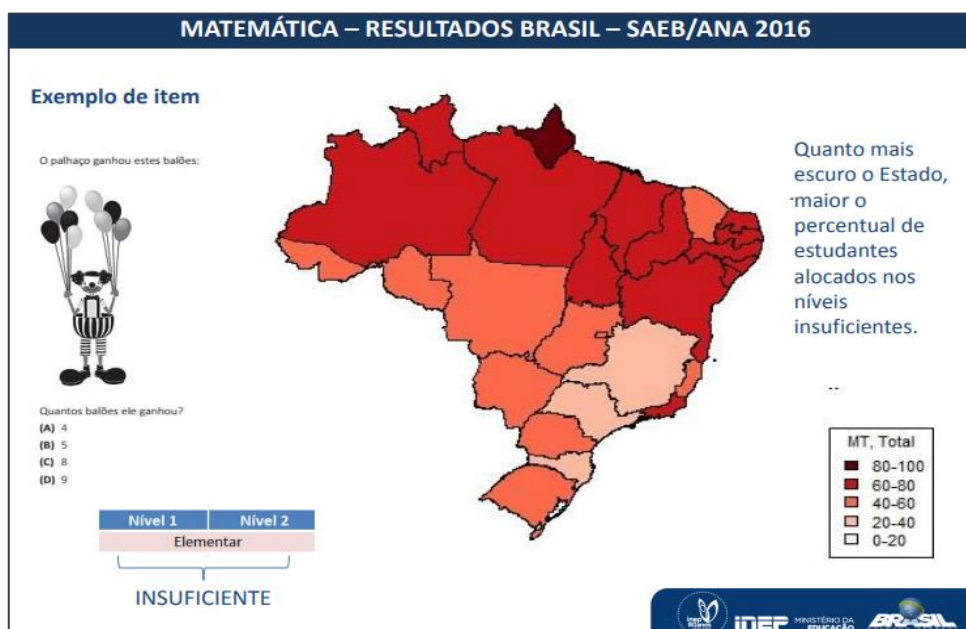 MATEMÁTICA – RESULTADOS BRASIL – SAEB/ANA 2016
Exemplo de item
O palhaço ganhou estes balões:
Quantos balões ele ganhou?
(A) 4
(B) 5
(C) 8
(D) 9
Nível 1 Nível 2
Elementar
INSUFICIENTE
Quanto mais
escuro o Estado,
maior o
percentual de
estudantes
alocados nos
níveis
insuficientes.
MT, Total
80-100
60-80
40-60
20-40
0-20
inep
INEP
MINISTÉRIO DA
EDUCAÇÃO
BRASIL